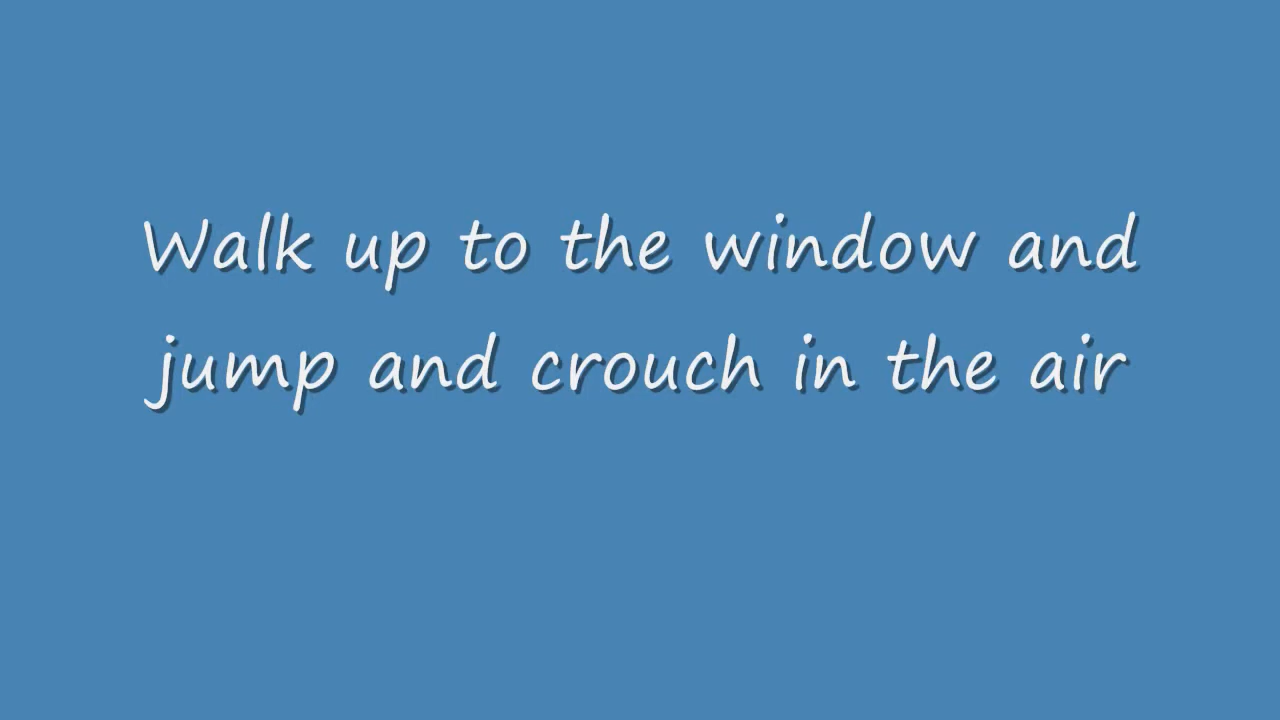 Walk up to the window and
jump and crouch in the air